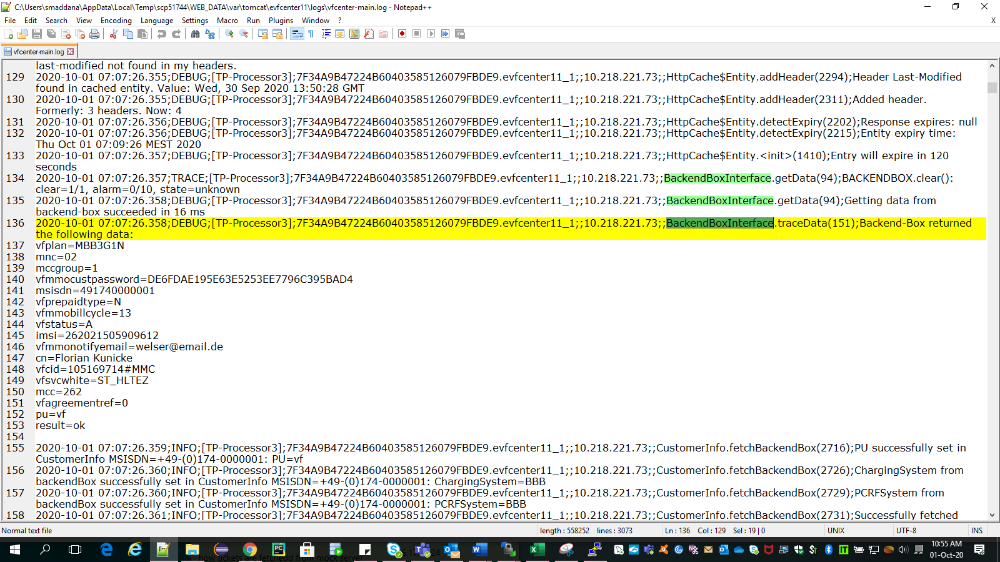 C:\Users\smaddana\AppData\Local\Temp\scp51744\WEB_DATA\var\tomcat\evfcenter11\logs\vfcenter-main.log - Notepad++
File Edit Search View Encoding Language Settings Macro Run Plugins Window ? X
vfcenter-main.log
last-modified not found in my headers.
129 2020-10-01 07:07:26.355;DEBUG;[TP-Processor3];7F34A9B47224B60403585126079FBDE9.evfcenter11_1;;10.218.221.73;;HttpCache$Entity.addHeader(2294);Header Last-Modified
found in cached entity. Value: Wed, 30 Sep 2020 13:50:28 GMT
130 2020-10-01 07:07:26.355;DEBUG;[TP-Processor3];7F34A9B47224B60403585126079FBDE9.evfcenter11_1;;10.218.221.73;;HttpCache$Entity.addHeader(2311);Added header.
Formerly: 3 headers. Now: 4
131 2020-10-01 07:07:26.356;DEBUG;[TP-Processor3];7F34A9B47224B60403585126079FBDE9.evfcenter11_1;;10.218.221.73;;HttpCache$Entity.detectExpiry(2202);Response expires: null
132 2020-10-01 07:07:26.356;DEBUG;[TP-Processor3];7F34A9B47224B60403585126079FBDE9.evfcenter11_1;;10.218.221.73;;HttpCache$Entity.detectExpiry(2215);Entity expiry time:
Thu Oct 01 07:09:26 MEST 2020
133 2020-10-01 07:07:26.357;DEBUG;[TP-Processor3];7F34A9B47224B60403585126079FBDE9.evfcenter11_1;;10.218.221.73;;HttpCache$Entity.<init>(1410);Entry will expire in 120
seconds
134 2020-10-01 07:07:26.357;TRACE;[TP-Processor3];7F34A9B47224B60403585126079FBDE9.evfcenter11_1;;10.218.221.73;;BackendBoxInterface.getData(94);BACKENDBOX.clear():
clear=1/1, alarm=0/10, state=unknown
135 2020-10-01 07:07:26.358;DEBUG;[TP-Processor3];7F34A9B47224B60403585126079FBDE9.evfcenter11_1;;10.218.221.73;;BackendBoxInterface.getData(94);Getting data from
backend-box succeeded in 16 ms
136 2020-10-01 07:07:26.358;DEBUG;[TP-Processor3];7F34A9B47224B60403585126079FBDE9.evfcenter11_1;;10.218.221.73;;BackendBoxInterface.traceData(151);Backend-Box returned
the following data:
137 vfplan=MBB3G1N
138 mnc=02
139 mccgroup=1
140 vfmmocustpassword=DE6FDAE195E63E5253EE7796C395BAD4
141 msisdn=491740000001
142 vfprepaidtype=N
143 vfmmobillcycle=13
144 vfstatus=A
145 imsi=262021505909612
146 vfmmonotifyemail=welser@email.de
147 cn=Florian Kunicke
148 vfcid=105169714#MMC
149 vfsvcwhite=ST_HLTEZ
150 mcc=262
151 vfagreementref=0
152 pu=vf
153 result=ok
154
155 2020-10-01 07:07:26.359;INFO;[TP-Processor3];7F34A9B47224B60403585126079FBDE9.evfcenter11_1;;10.218.221.73;;CustomerInfo.fetchBackendBox(2716);PU successfully set in
CustomerInfo MSISDN=+49-(0)174-0000001: PU=vf
156 2020-10-01 07:07:26.360;INFO;[TP-Processor3];7F34A9B47224B60403585126079FBDE9.evfcenter11_1;;10.218.221.73;;CustomerInfo.fetchBackendBox(2726);ChargingSystem from
backendBox successfully set in CustomerInfo MSISDN=+49-(0)174-0000001: ChargingSystem=BBB
157 2020-10-01 07:07:26.360;INFO;[TP-Processor3];7F34A9B47224B60403585126079FBDE9.evfcenter11_1;;10.218.221.73;;CustomerInfo.fetchBackendBox(2729);PCRFSystem from
backendBox successfully set in CustomerInfo MSISDN=+49-(0)174-0000001: PCRFSystem=BBB
158 2020-10-01 07:07:26.361;INFO;[TP-Processor3];7F34A9B47224B60403585126079FBDE9.evfcenter11_1;;10.218.221.73;;CustomerInfo.fetchBackendBox(2731);Successfully fetched
Normal text file length : 558252 lines : 3073 Ln : 136 Col : 129 Sel : 19 | 0 UNIX UTF-8 INS
10:55 AM
01-Oct-20